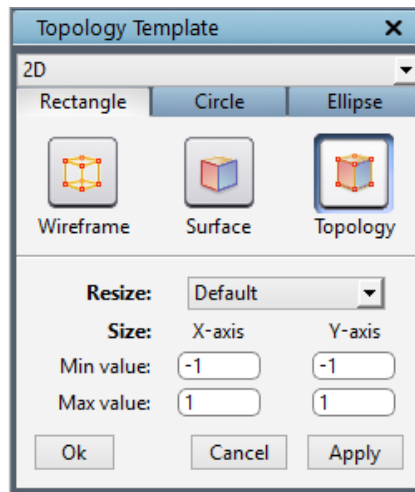 Topology Template
2D
Rectangle Circle Ellipse
Wireframe Surface Topology
Resize: Default
Size: X-axis Y-axis
Min value: -1 -1
Max value: 1 1
Ok Cancel Apply